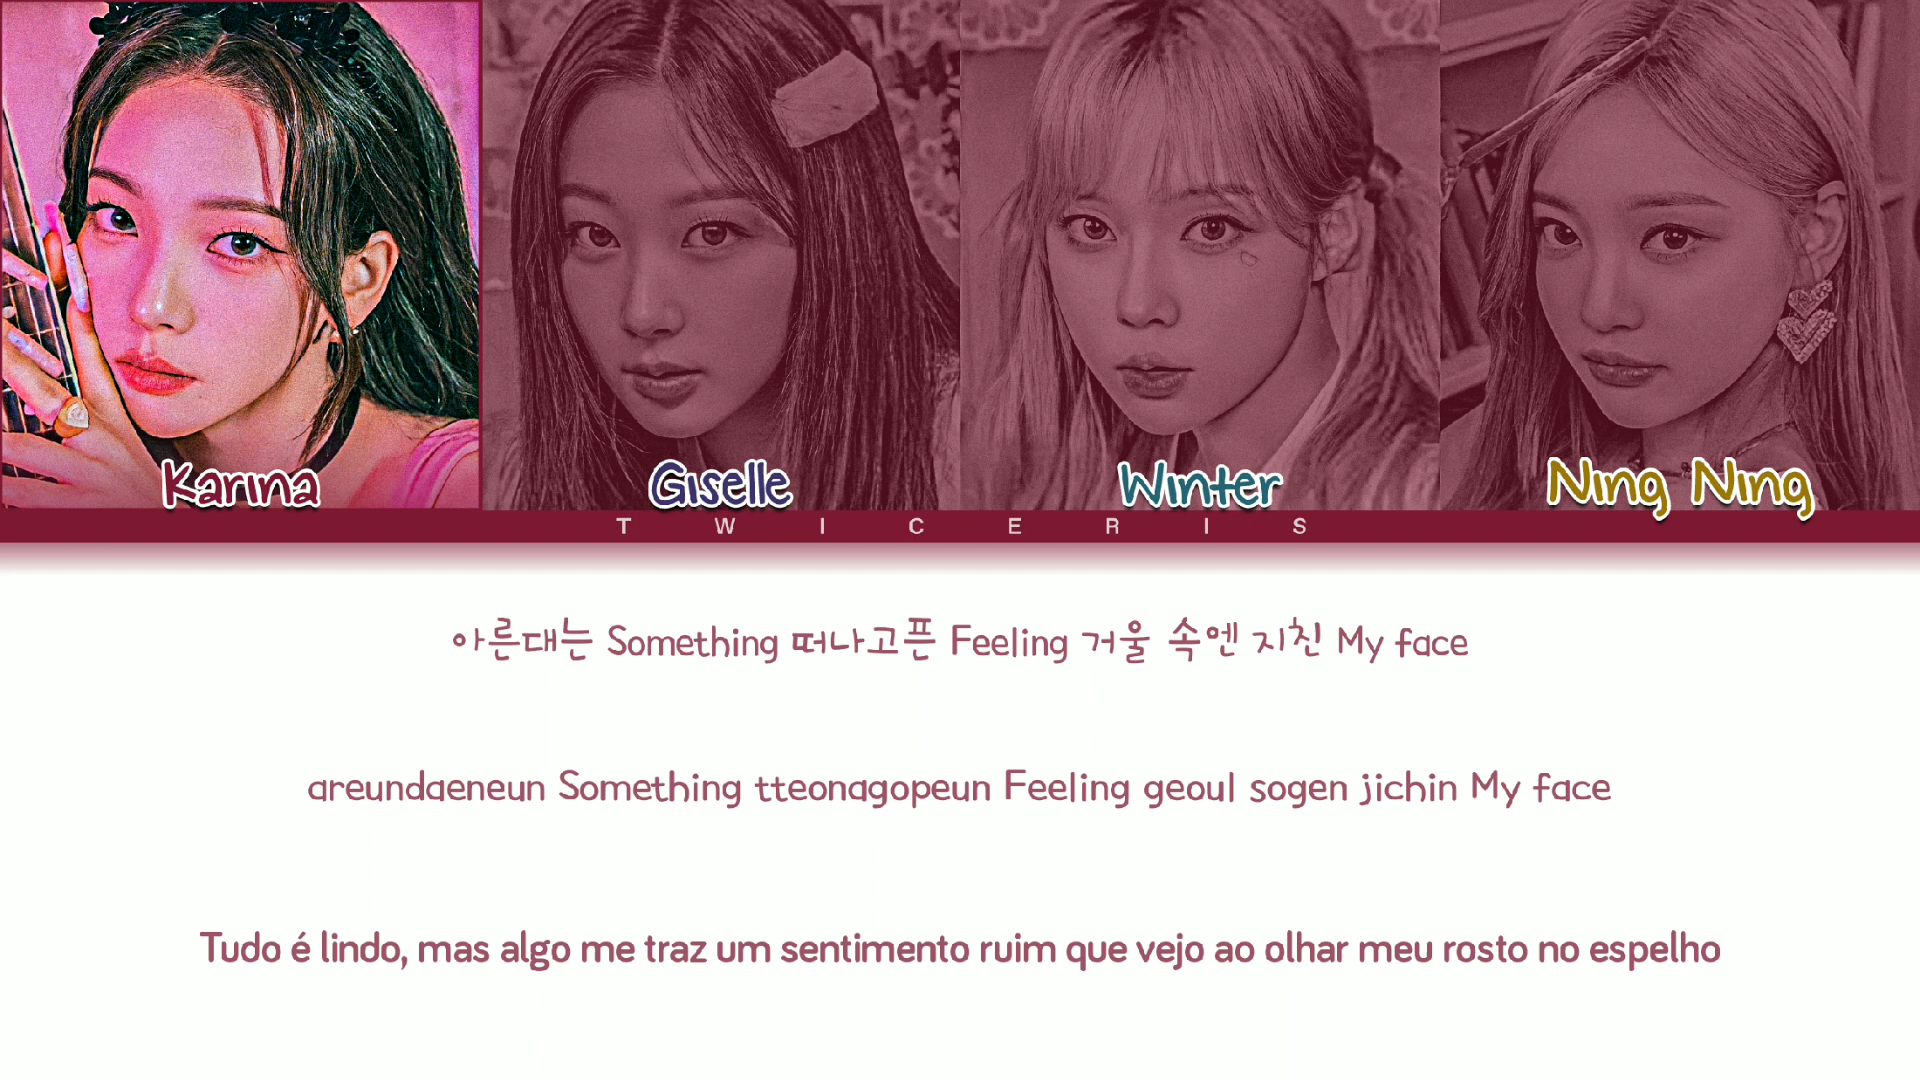 Karina Giselle Winter Ning Ning
TWICERIS
아른대는 Something 떠나고픈 Feeling 거울 속엔 지친 My face
areundaeneun Something tteonagopeun Feeling geoul sogen jichin My face
Tudo é lindo, mas algo me traz um sentimento ruim que vejo ao olhar meu rosto no espelho